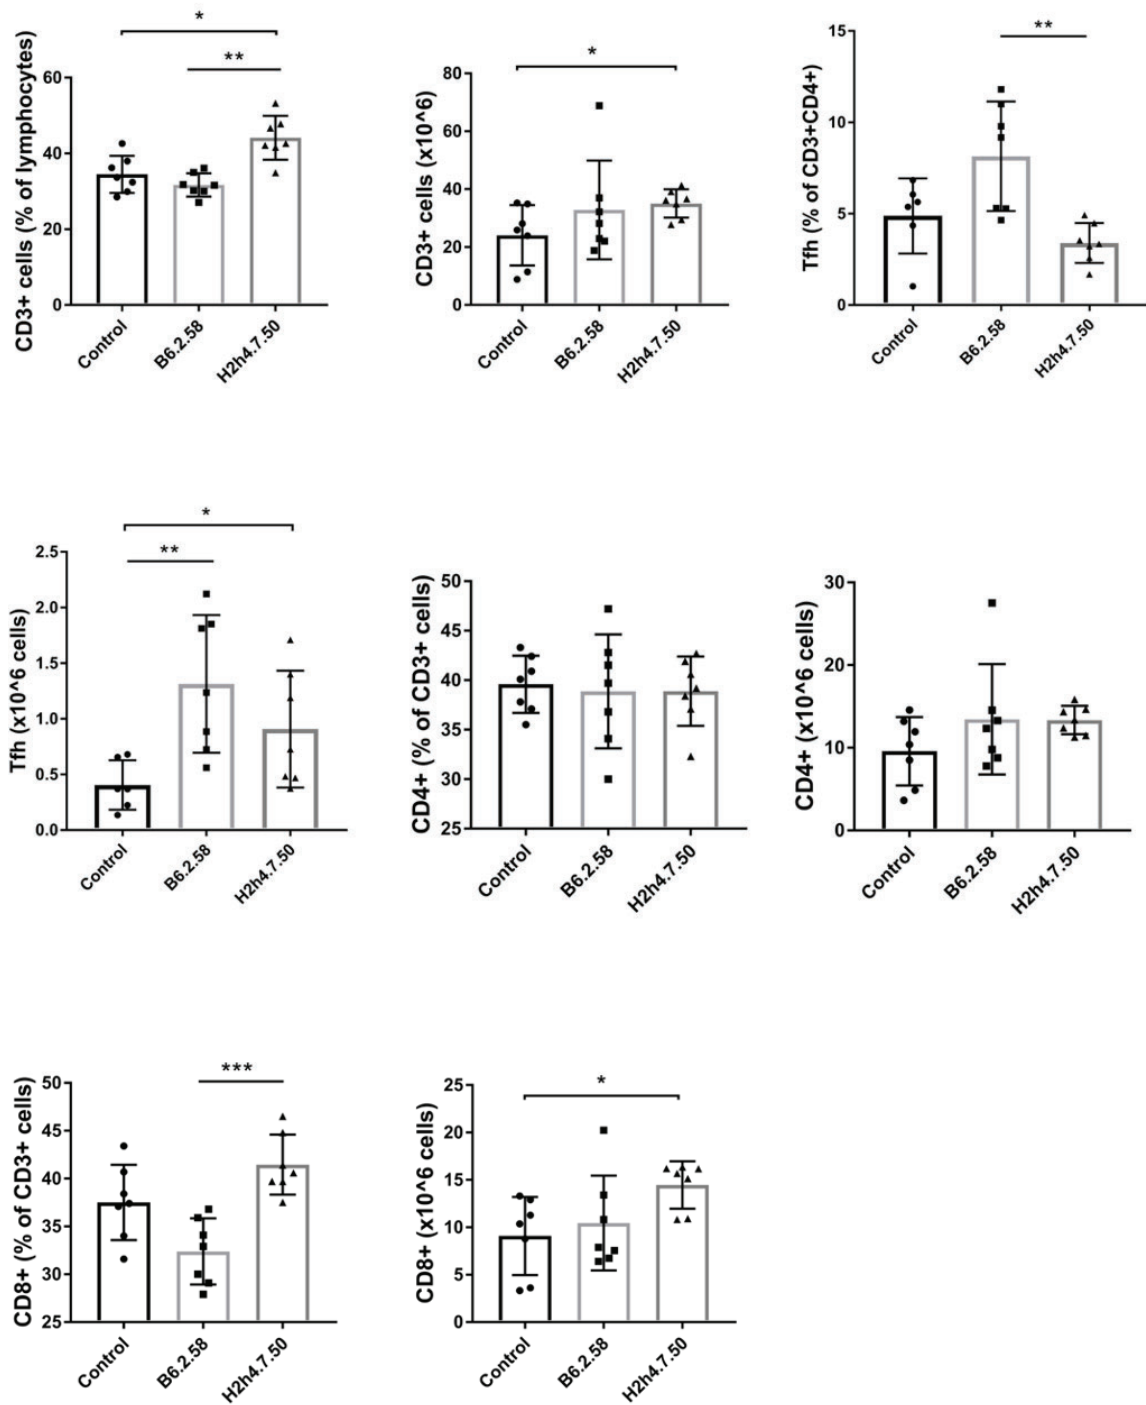 *
**
CD3+ cells (% of lymphocytes)
60
40
20
0
Control
B6.2.58
H2h4.7.50
*
CD3+ cells (x10^6)
80
60
40
20
0
Control
B6.2.58
H2h4.7.50
**
Tfh (% of CD3+CD4+)
15
10
5
0
Control
B6.2.58
H2h4.7.50
*
**
Tfh (x10^6 cells)
2.5
2.0
1.5
1.0
0.5
0.0
Control
B6.2.58
H2h4.7.50
CD4+ (% of CD3+ cells)
50
45
40
35
30
25
Control
B6.2.58
H2h4.7.50
CD4+ (x10^6 cells)
30
20
10
0
Control
B6.2.58
H2h4.7.50
***
CD8+ (% of CD3+ cells)
50
45
40
35
30
25
Control
B6.2.58
H2h4.7.50
*
CD8+ (x10^6 cells)
25
20
15
10
5
0
Control
B6.2.58
H2h4.7.50